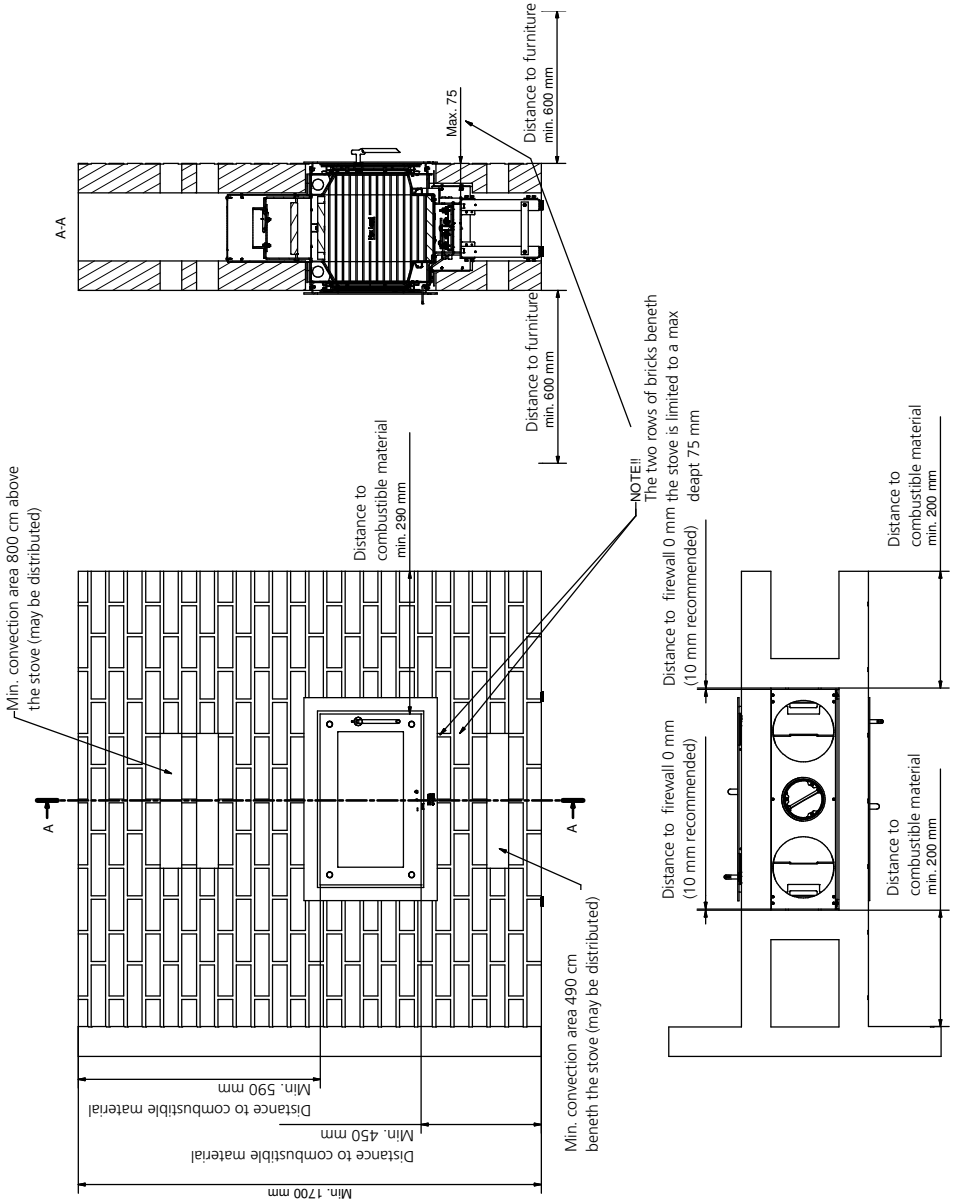 Min. convection area 800 cm above
the stove (may be distributed)
A
A
A-A
Max. 75
Distance to furniture
min. 600 mm
Distance to furniture
min. 600 mm
Distance to
combustible material
min. 290 mm
NOTE!!
The two rows of bricks beneth
the stove is limited to a max
deapt 75 mm
Min. convection area 490 cm
beneth the stove (may be distributed)
Distance to combustible material
Min. 590 mm
Distance to combustible material
Min. 450 mm
Min. 1700 mm
Distance to firewall 0 mm
(10 mm recommended)
Distance to firewall 0 mm
(10 mm recommended)
Distance to
combustible material
min. 200 mm
Distance to
combustible material
min. 200 mm